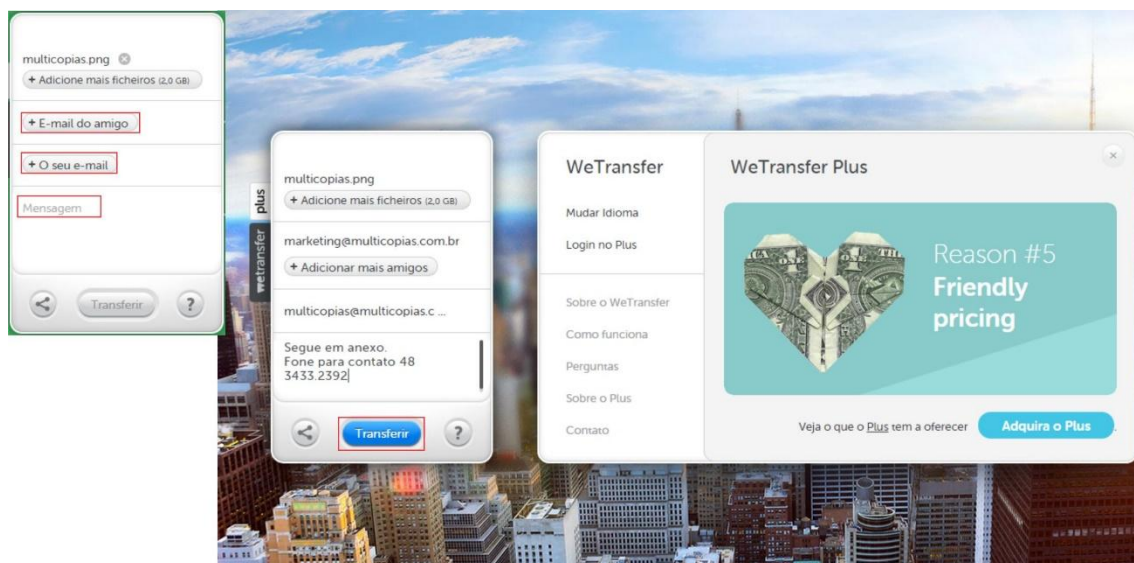 multicopias.png
+ Adicione mais ficheiros (2,0 GB)
+ E-mail do amigo
+ O seu e-mail
Mensagem
Transferir
?
plus
wetransfer
multicopias.png
+ Adicione mais ficheiros (2,0 GB)
marketing@multicopias.com.br
+ Adicionar mais amigos
multicopias@multicopias.c ...
Segue em anexo.
Fone para contato 48
3433.2392
Transferir
?
WeTransfer
Mudar Idioma
Login no Plus
Sobre o WeTransfer
Como funciona
Perguntas
Sobre o Plus
Contato
WeTransfer Plus
ONE
1
Reason #5
Friendly
pricing
Veja o que o Plus tem a oferecer
Adquira o Plus